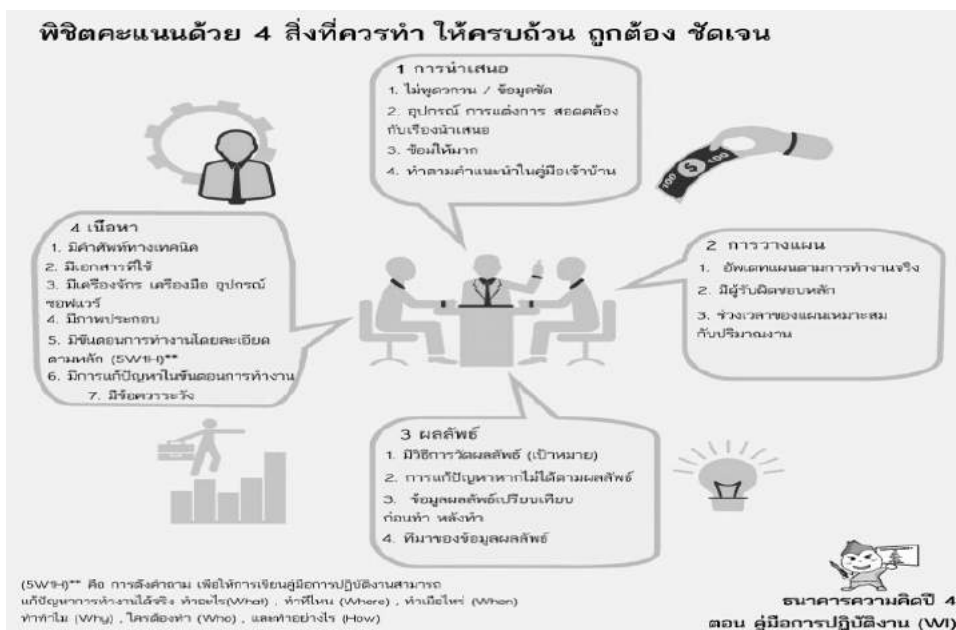 พิชิตคะแนนด้วย 4 สิ่งที่ควรทำ ให้ครบถ้วน ถูกต้อง ชัดเจน
1 การนำเสนอ
1. ไม่พูดวกวน / ข้อมูลชัด
2. อุปกรณ์ การแต่งการ สอดคล้อง
กับเรื่องนำเสนอ
3. ซ้อมให้มาก
4. ทำตามคำแนะนำในคู่มือเจ้าบ้าน
100
$
100
4 เนื้อหา
1. มีคำศัพท์ทางเทคนิค
2. มีเอกสารที่ใช้
3. มีเครื่องจักร เครื่องมือ อุปกรณ์
ซอฟแวร์
4. มีภาพประกอบ
5. มีขั้นตอนการทำงานโดยละเอียด
ตามหลัก (5W1H)**
6. มีการแก้ปัญหาในขั้นตอนการทำงาน
7. มีข้อควรระวัง
2 การวางแผน
1. อัพเดทแผนตามการทำงานจริง
2. มีผู้รับผิดชอบหลัก
3. ช่วงเวลาของแผนเหมาะสม
กับปริมาณงาน
3 ผลลัพธ์
1. มีวิธีการวัดผลลัพธ์ (เป้าหมาย)
2. การแก้ปัญหาหากไม่ได้ตามผลลัพธ์
3. ข้อมูลผลลัพธ์เปรียบเทียบ
ก่อนทำ หลังทำ
4. ที่มาของข้อมูลผลลัพธ์
(5W1H)** คือ การตั้งคำถาม เพื่อให้การเขียนคู่มือการปฏิบัติงานสามารถ
แก้ปัญหาการทำงานได้จริง ทำอะไร(What) , ทำที่ไหน (Where) , ทำเมื่อไหร่ (When)
ทำทำไม (Why) , ใครต้องทำ (Who) , และทำอย่างไร (How)
ธนาคารความคิดปี 4
ตอน คู่มือการปฏิบัติงาน (WI)